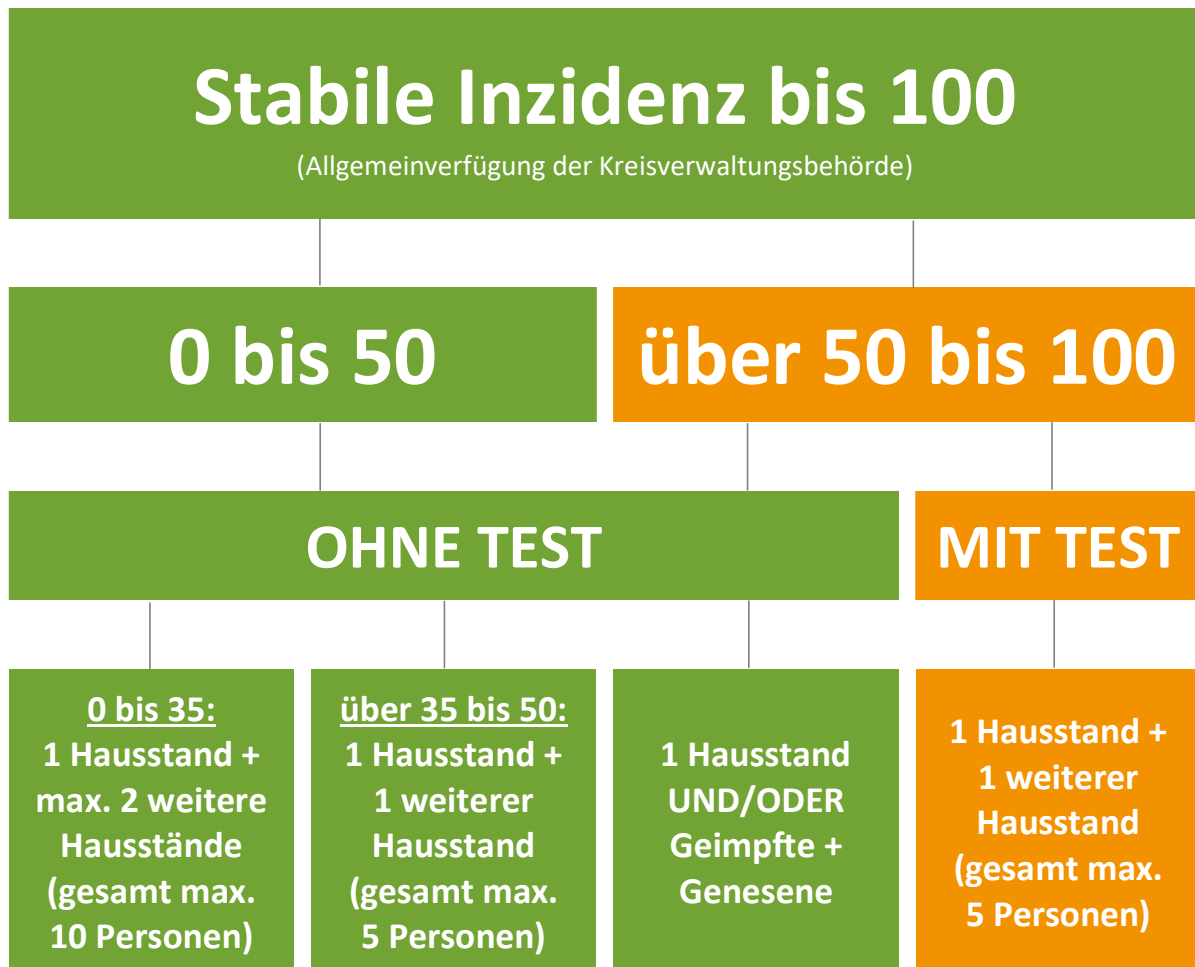 Stabile Inzidenz bis 100
(Allgemeinverfügung der Kreisverwaltungsbehörde)
0 bis 50
über 50 bis 100
OHNE TEST
MIT TEST
0 bis 35:
1 Hausstand +
max. 2 weitere
Hausstände
(gesamt max.
10 Personen)
über 35 bis 50:
1 Hausstand +
1 weiterer
Hausstand
(gesamt max.
5 Personen)
1 Hausstand
UND/ODER
Geimpfte +
Genesene
1 Hausstand +
1 weiterer
Hausstand
(gesamt max.
5 Personen)